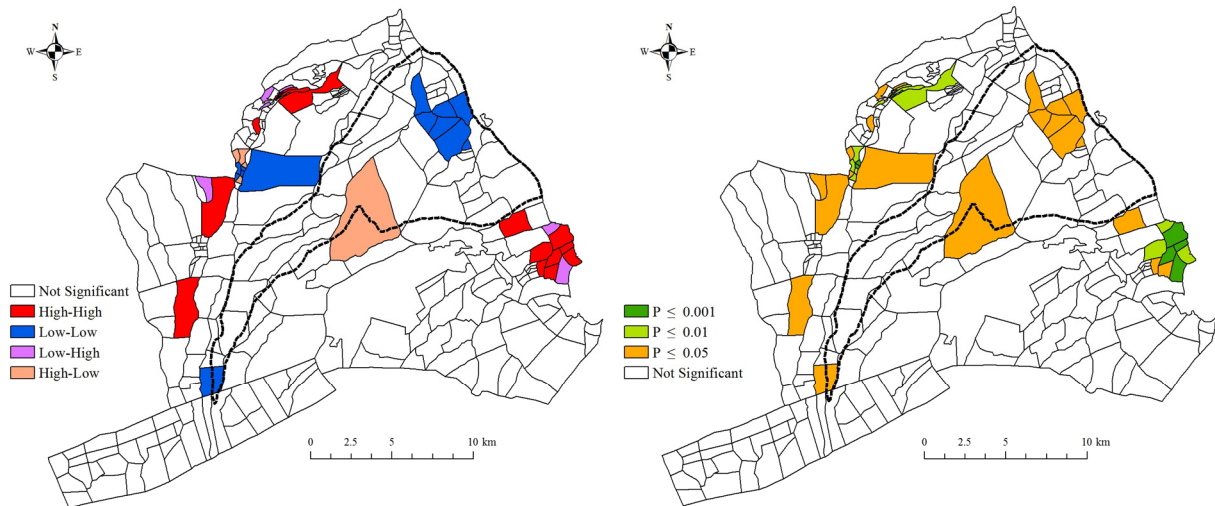 N
W E
S
Not Significant
High-High
Low-Low
Low-High
High-Low
0 2.5 5 10 km
N
W E
S
P ≤ 0.001
P ≤ 0.01
P ≤ 0.05
Not Significant
0 2.5 5 10 km